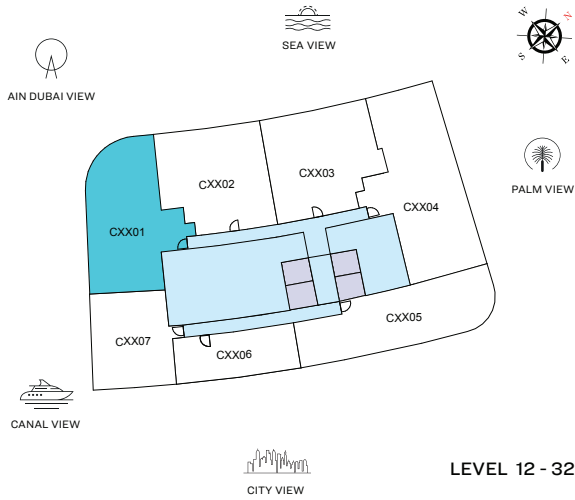 SEA VIEW
W
N
S
E
AIN DUBAI VIEW
PALM VIEW
CXX01
CXX02
CXX03
CXX04
CXX05
CXX06
CXX07
CANAL VIEW
CITY VIEW
LEVEL 12 - 32